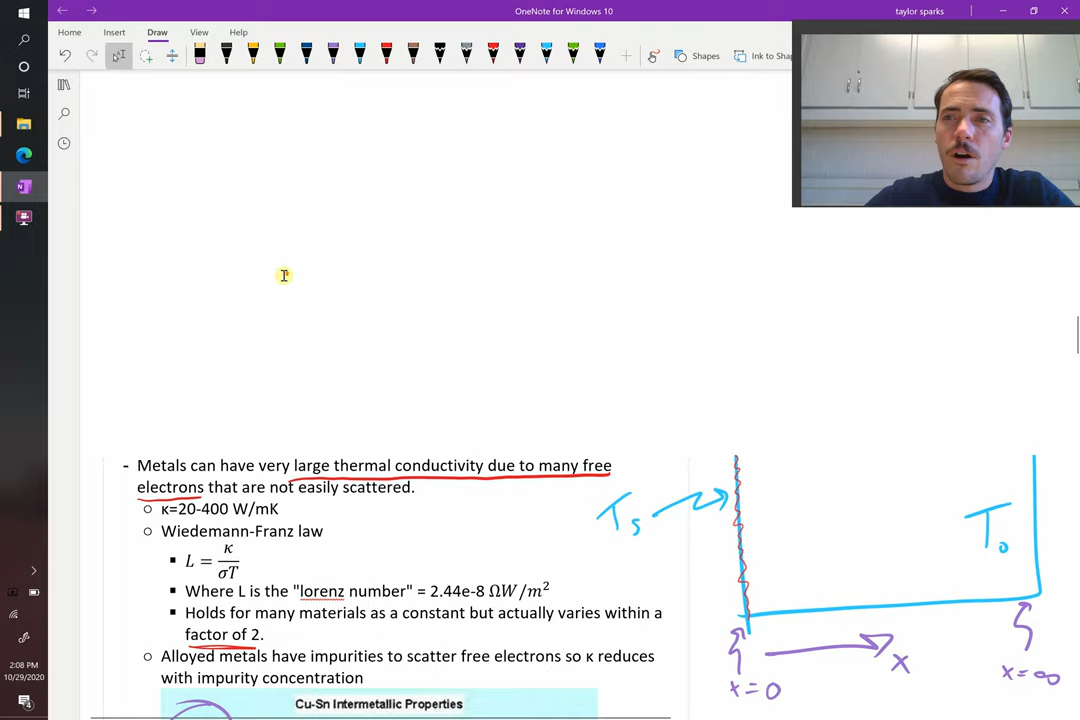 OneNote for Windows 10
taylor sparks
Home
Insert
Draw
View
Help
Shapes
Ink to Sha
- Metals can have very large thermal conductivity due to many free
electrons that are not easily scattered.
κ=20-400 W/mK
Wiedemann-Franz law
L = κ/σT
Where L is the "lorenz number" = 2.44e-8 ΩW/m²
Holds for many materials as a constant but actually varies within a
factor of 2.
Alloyed metals have impurities to scatter free electrons so κ reduces
with impurity concentration
Cu-Sn Intermetallic Properties
Ts
To
x
x=0
x=∞
2:08 PM
10/29/2020
4